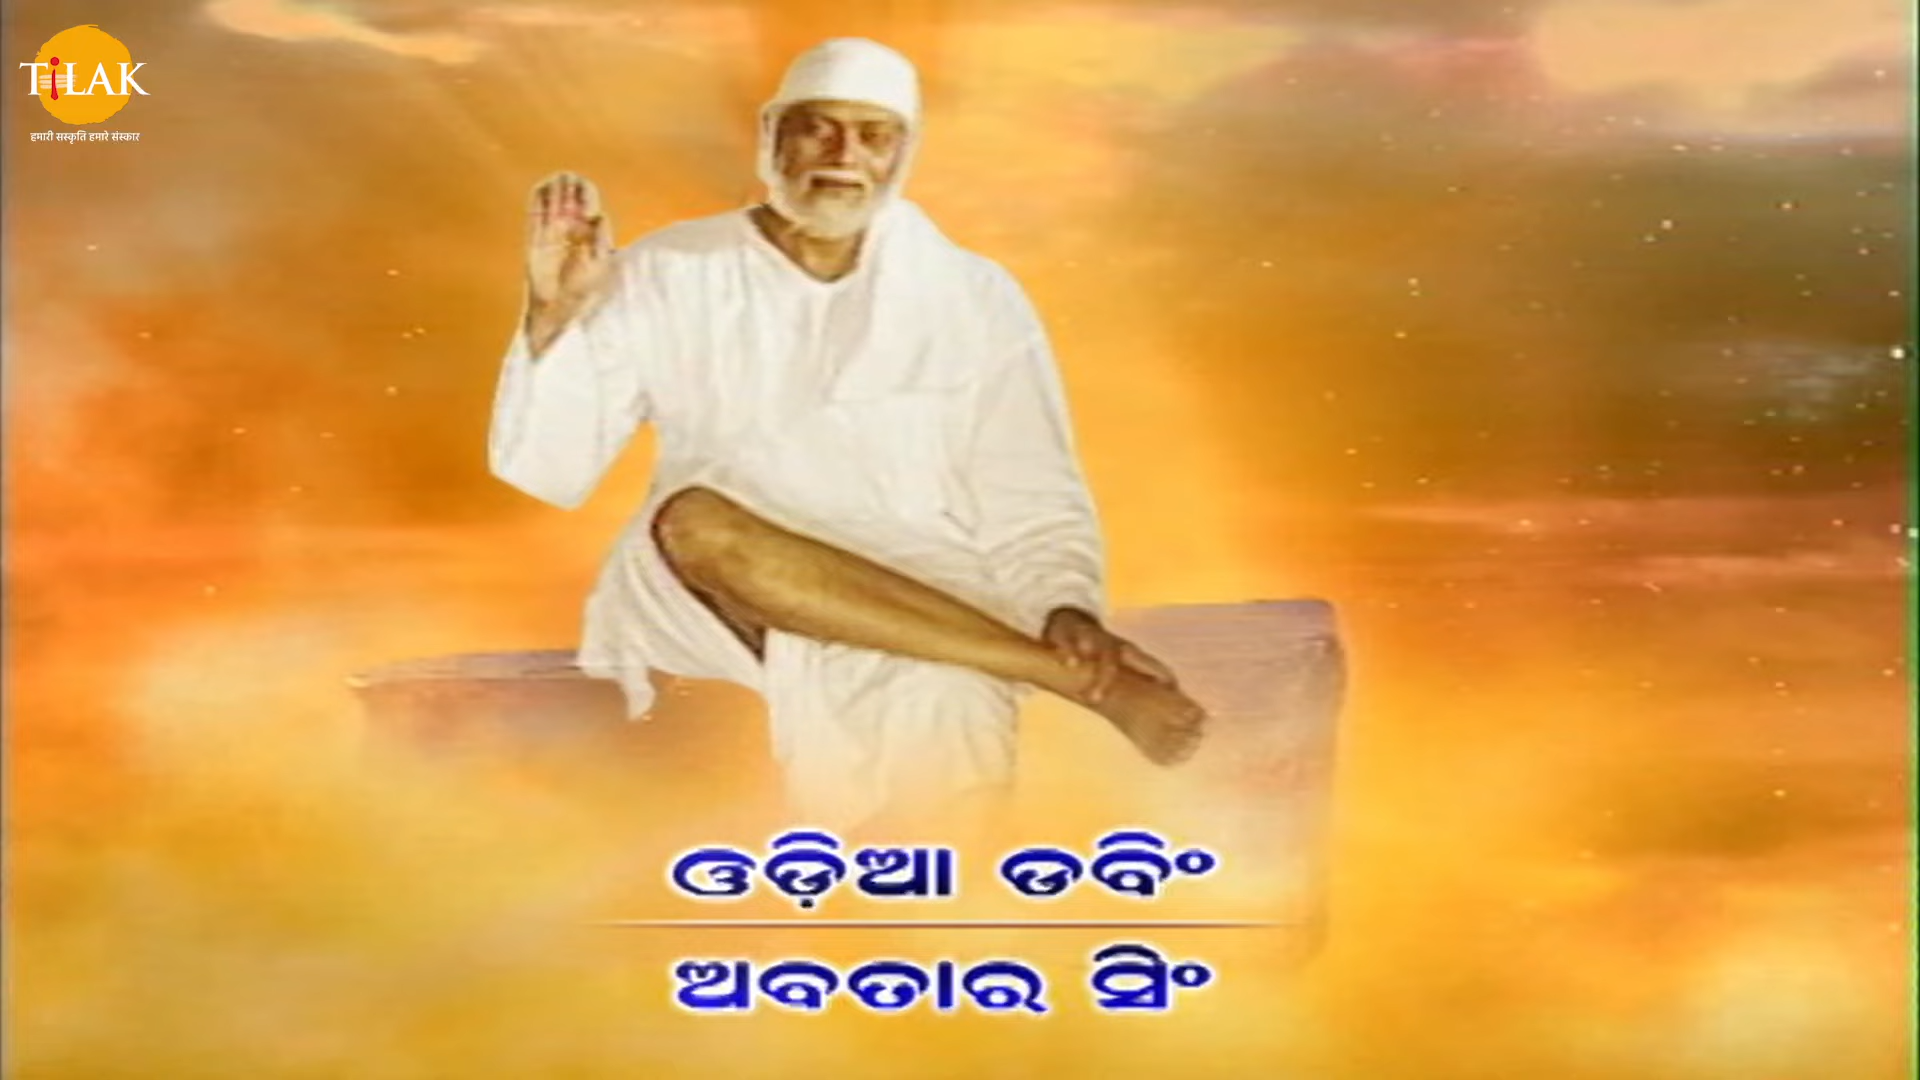 TiLAK
हमारी सस्कृति हमारे संस्कार
ଓଡ଼ିଆ ଡବିଂ
ଅବତାର ସିଂ